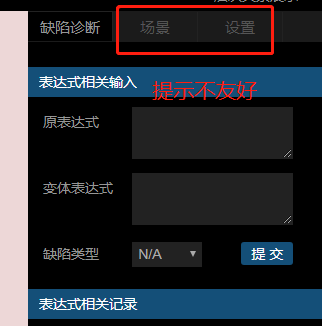 缺陷诊断 场景 设置
表达式相关输入
提示不友好
原表达式
变体表达式
缺陷类型 N/A 提 交
表达式相关记录